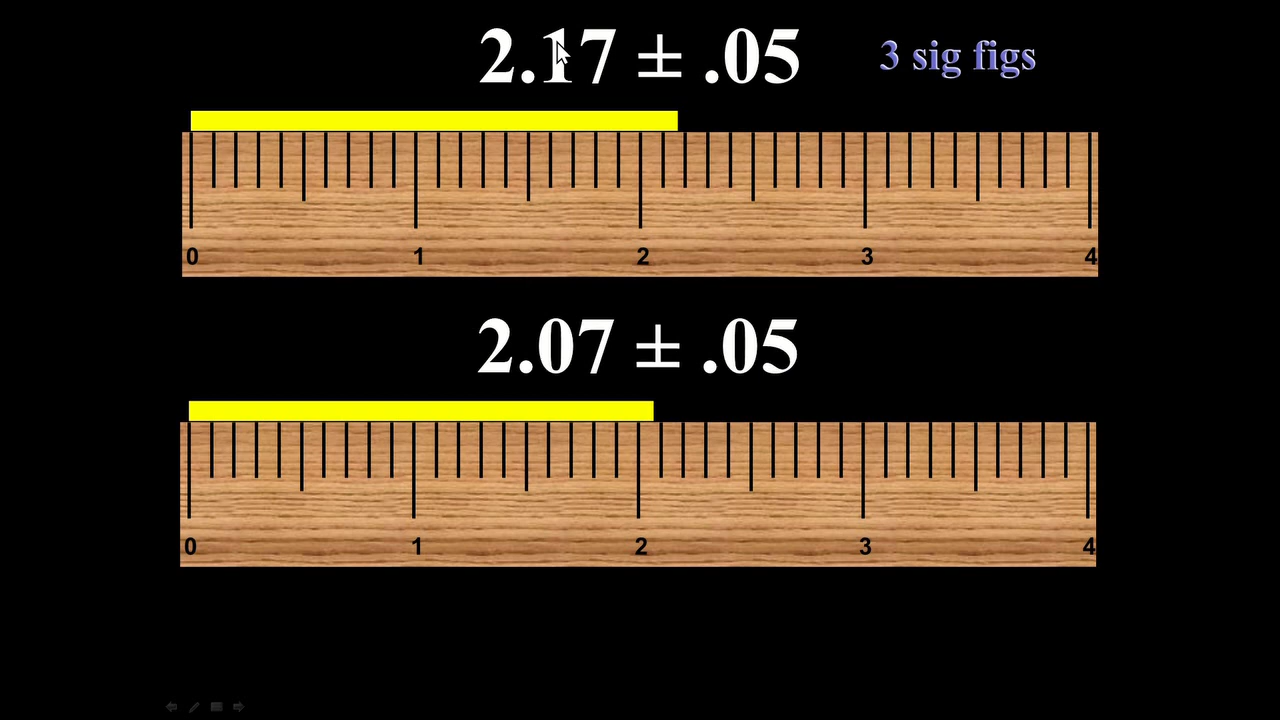 2.17 ± .05
3 sig figs
0 1 2 3 4
2.07 ± .05
0 1 2 3 4